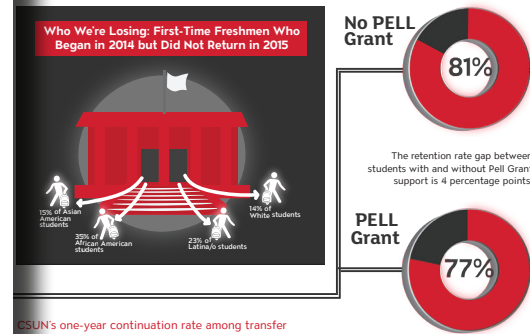 Who We're Losing: First-Time Freshmen Who
Began in 2014 but Did Not Return in 2015
15% of Asian
American
students
35% of
African American
students
23% of
Latina/o students
14% of
White students
No PELL
Grant
81%
The retention rate gap between
students with and without Pell Grant
support is 4 percentage points
PELL
Grant
77%
CSUN's one-year continuation rate among transfer